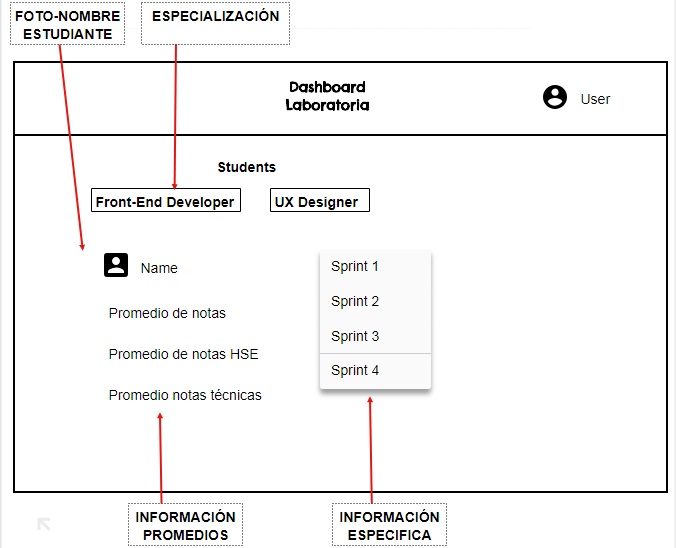 FOTO-NOMBRE
ESTUDIANTE
ESPECIALIZACIÓN
Dashboard
Laboratoria
User
Students
Front-End Developer
UX Designer
Name
Promedio de notas
Promedio de notas HSE
Promedio notas técnicas
Sprint 1
Sprint 2
Sprint 3
Sprint 4
INFORMACIÓN
PROMEDIOS
INFORMACIÓN
ESPECIFICA